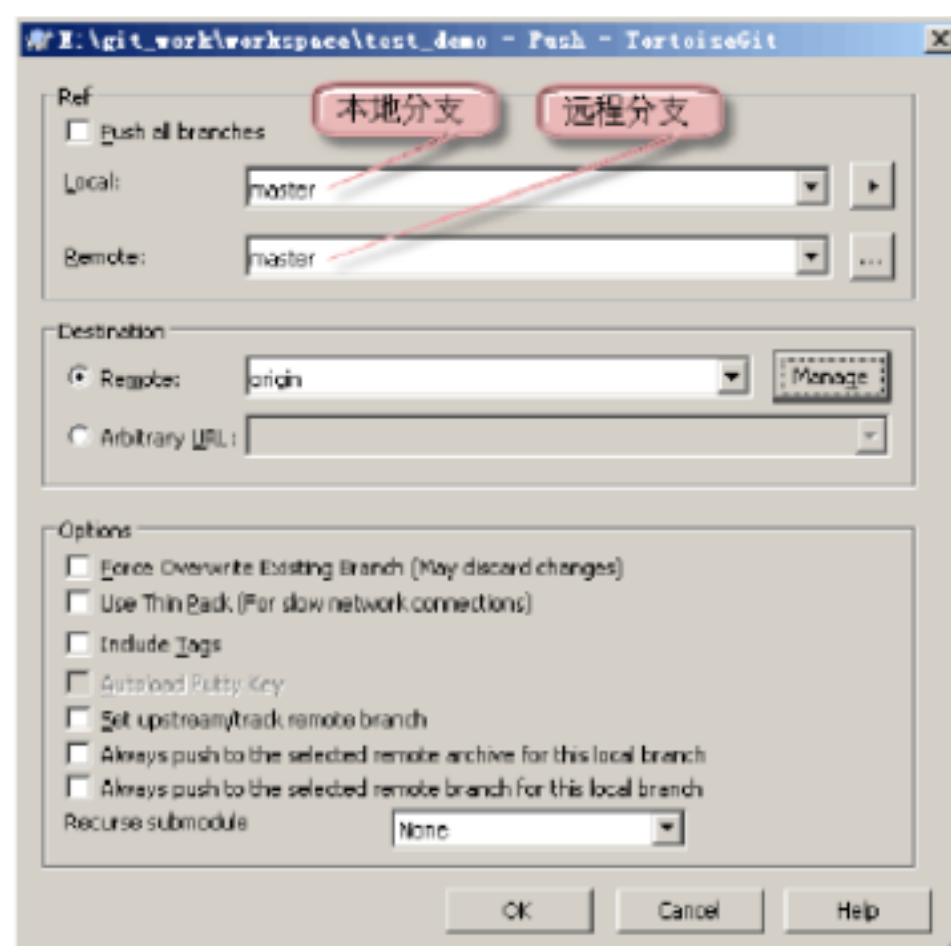 E:\git_work\workspace\test_demo - Push - TortoiseGit
Ref
本地分支
远程分支
Push all branches
Local:
master
Remote:
master
...
Destination
Remote:
origin
Manage
Arbitrary URL:
Options
Force Overwrite Existing Branch (May discard changes)
Use Thin Pack (For slow network connections)
Include Tags
Autoload Putty Key
Set upstream/track remote branch
Always push to the selected remote archive for this local branch
Always push to the selected remote branch for this local branch
Recurse submodule
None
OK
Cancel
Help